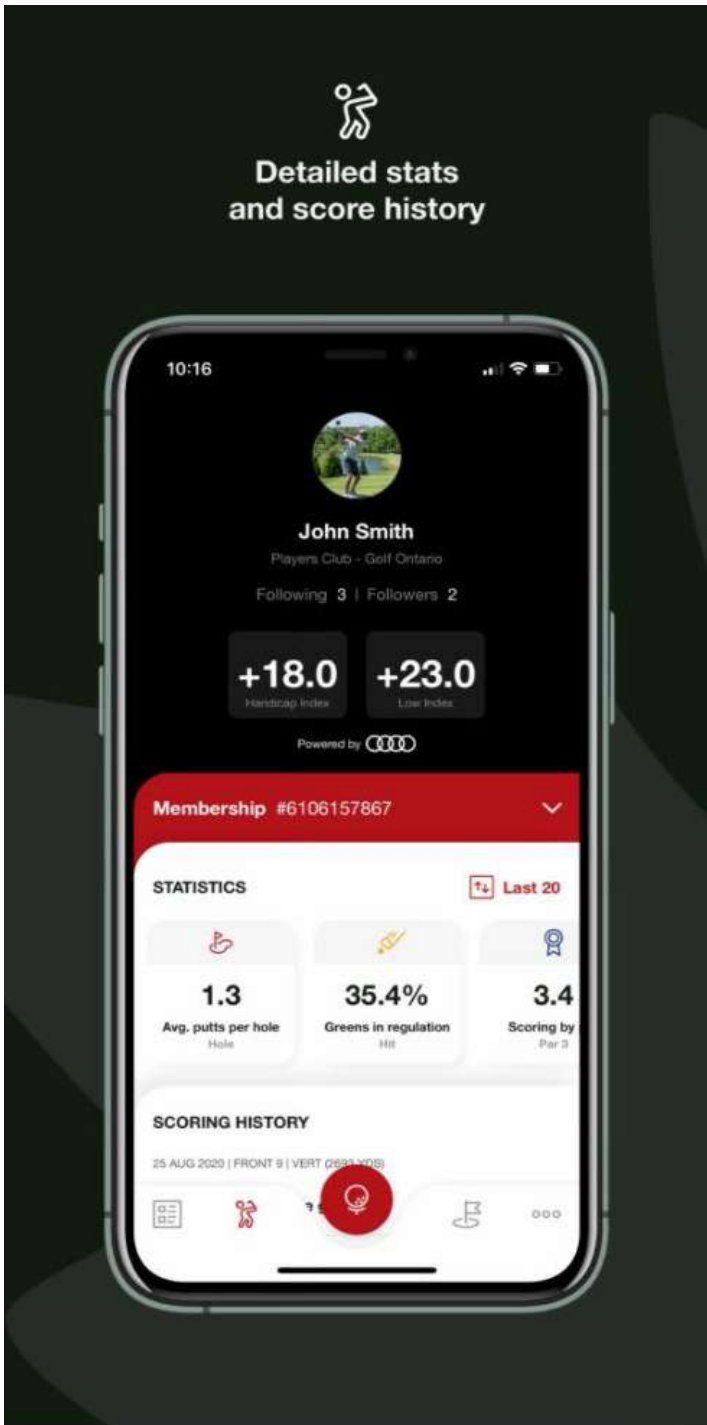 Detailed stats
and score history
10:16
John Smith
Players Club - Golf Ontario
Following 3 | Followers 2
+18.0 +23.0
Handicap Index Low Index
Powered by
Membership #6106157867
STATISTICS Last 20
1.3 35.4% 3.4
Avg. putts per hole Greens in regulation Scoring by
Hole Hit Par 3
SCORING HISTORY
25 AUG 2020 | FRONT 9 | VERT (2693 YDS)